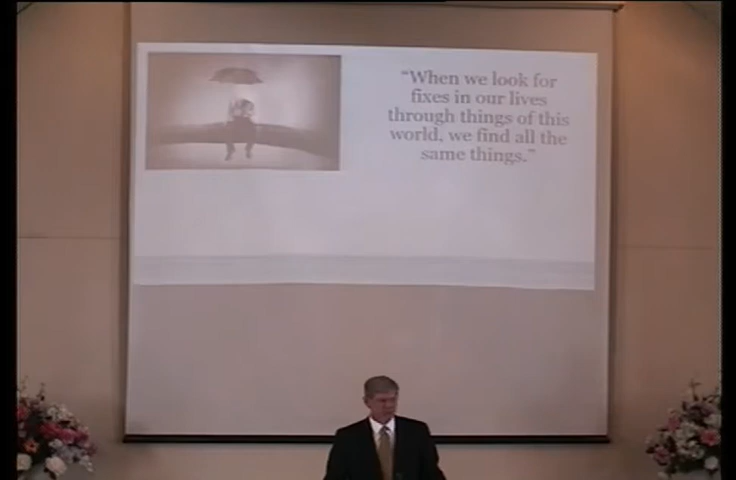 “When we look for
fixes in our lives
through things of this
world, we find all the
same things.”